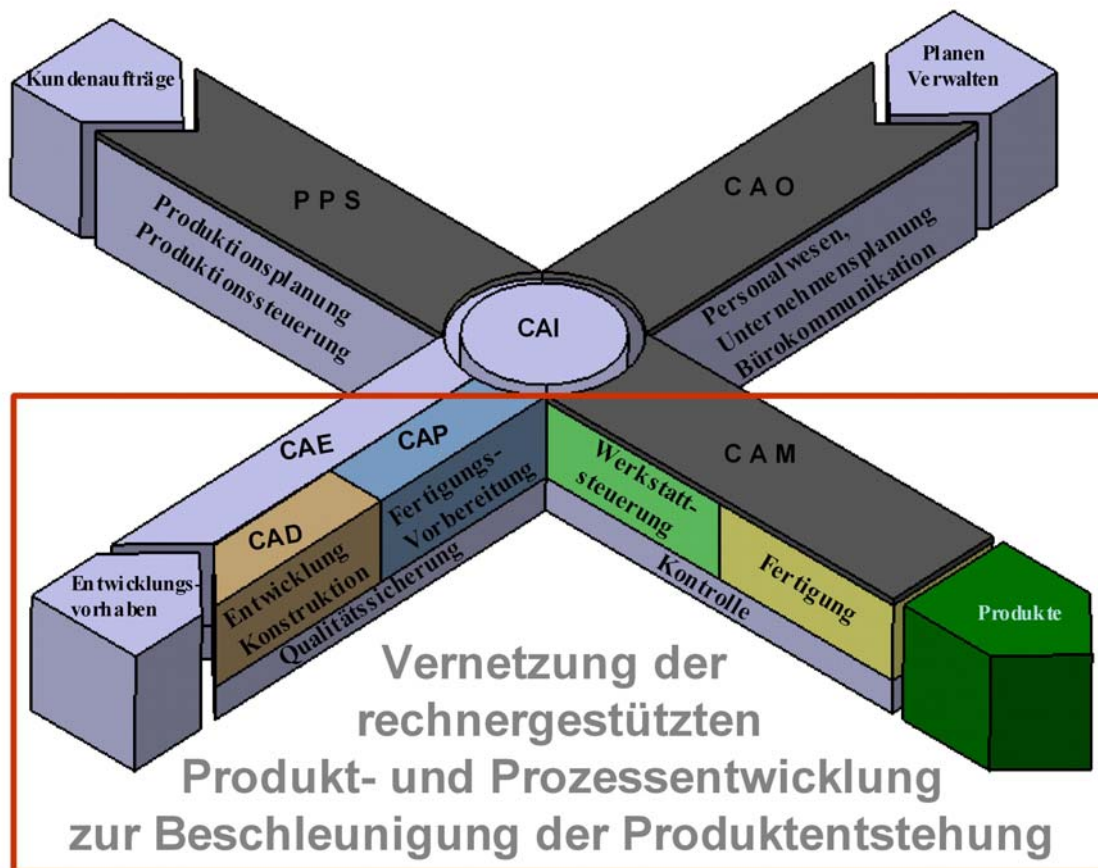 Kundenaufträge
Planen
Verwalten
PPS
CAO
Produktionsplanung
Produktionssteuerung
Personalwesen,
Unternehmensplanung
Bürokommunikation
CAI
CAE
CAP
CAM
CAD
Fertigungs-
Vorbereitung
Werkstatt-
steuerung
Entwicklung
Konstruktion
Qualitätssicherung
Kontrolle
Fertigung
Entwicklungs-
vorhaben
Produkte
Vernetzung der
rechnergestützten
Produkt- und Prozessentwicklung
zur Beschleunigung der Produktentstehung